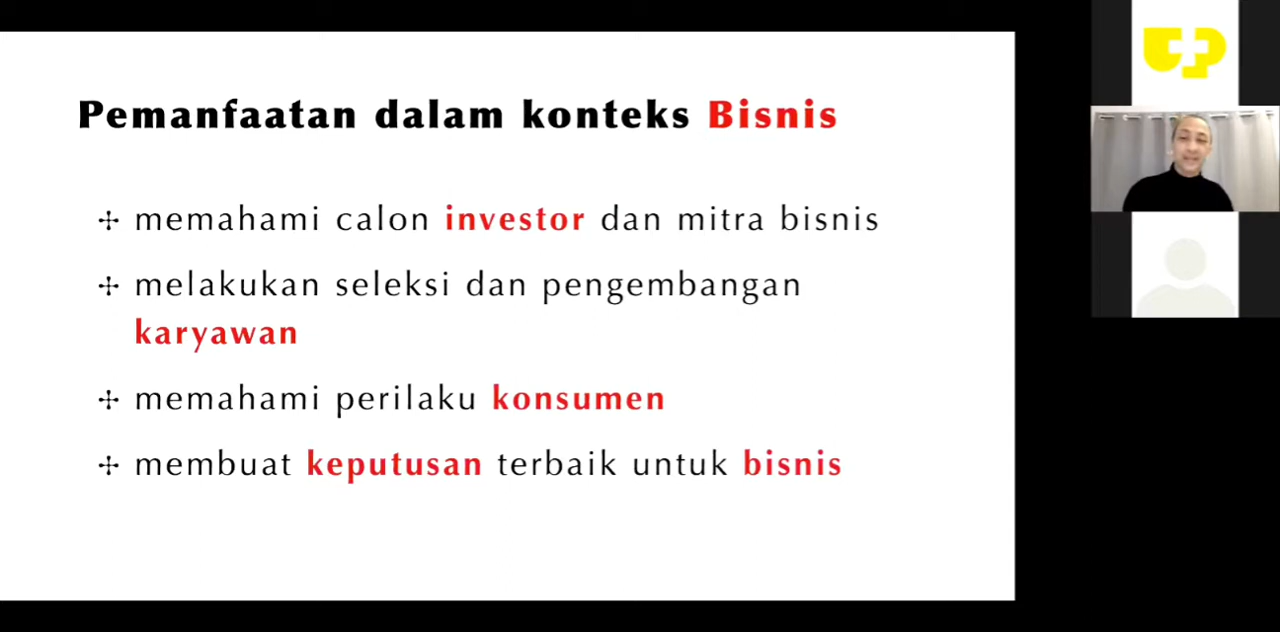 Pemanfaatan dalam konteks Bisnis
memahami calon investor dan mitra bisnis
melakukan seleksi dan pengembangan
karyawan
memahami perilaku konsumen
membuat keputusan terbaik untuk bisnis